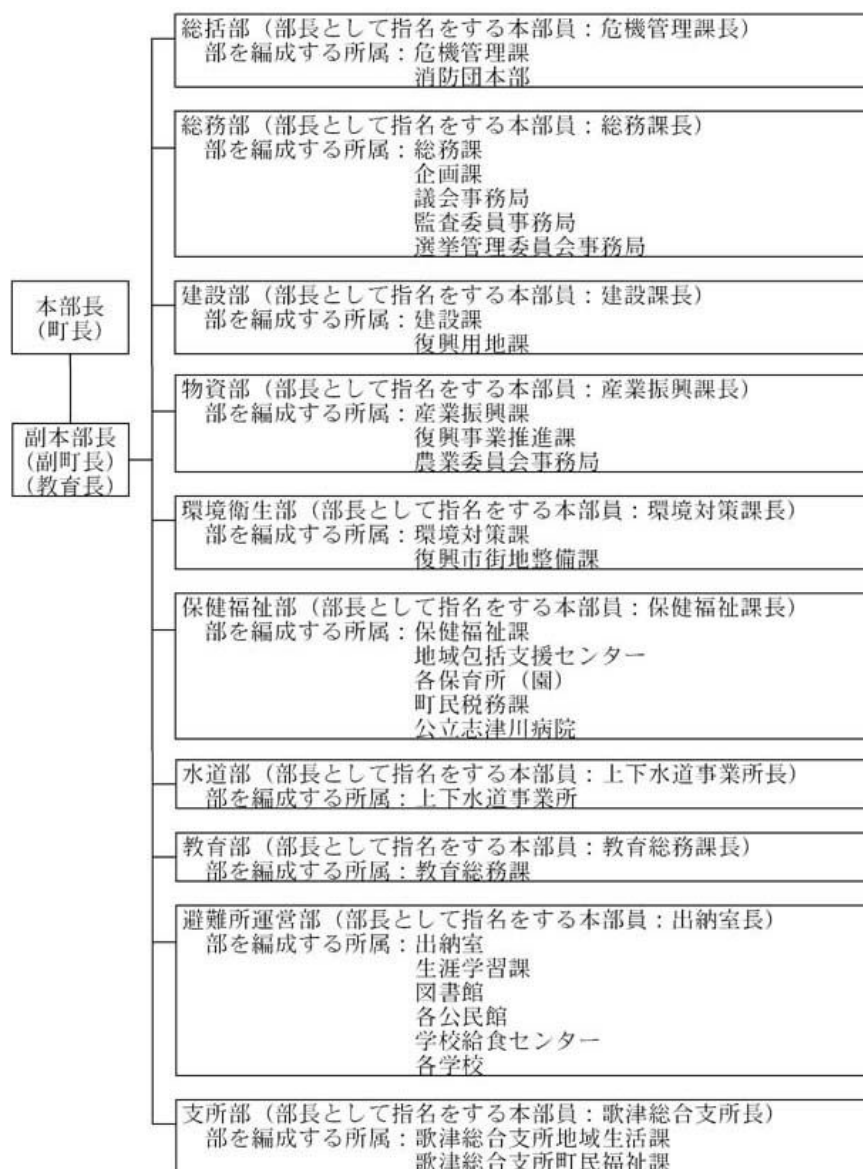 総括部（部長として指名をする本部員：危機管理課長）
部を編成する所属：危機管理課
消防団本部
総務部（部長として指名をする本部員：総務課長）
部を編成する所属：総務課
企画課
議会事務局
監査委員事務局
選挙管理委員会事務局
本部長
（町長）
建設部（部長として指名をする本部員：建設課長）
部を編成する所属：建設課
復興用地課
物資部（部長として指名をする本部員：産業振興課長）
部を編成する所属：産業振興課
復興事業推進課
農業委員会事務局
副本部長
（副町長）
（教育長）
環境衛生部（部長として指名をする本部員：環境対策課長）
部を編成する所属：環境対策課
復興市街地整備課
保健福祉部（部長として指名をする本部員：保健福祉課長）
部を編成する所属：保健福祉課
地域包括支援センター
各保育所（園）
町民税務課
公立志津川病院
水道部（部長として指名をする本部員：上下水道事業所長）
部を編成する所属：上下水道事業所
教育部（部長として指名をする本部員：教育総務課長）
部を編成する所属：教育総務課
避難所運営部（部長として指名をする本部員：出納室長）
部を編成する所属：出納室
生涯学習課
図書館
各公民館
学校給食センター
各学校
支所部（部長として指名をする本部員：歌津総合支所長）
部を編成する所属：歌津総合支所地域生活課
歌津総合支所町民福祉課